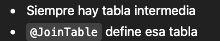 • Siempre hay tabla intermedia
• @JoinTable define esa tabla